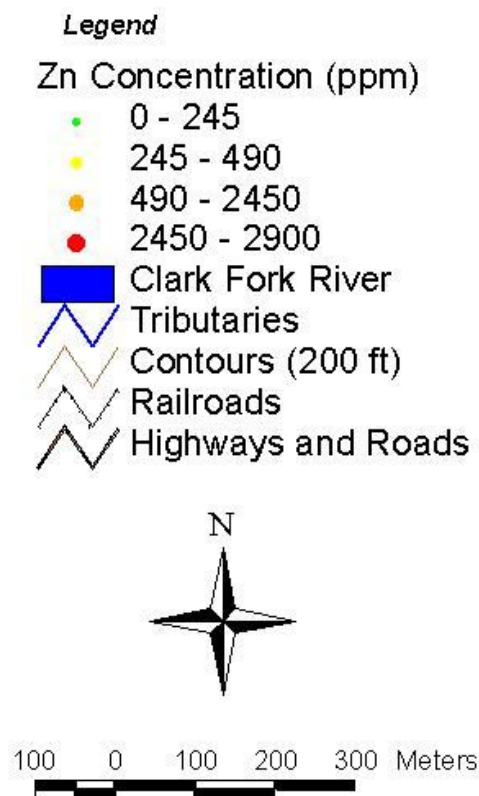 Legend
Zn Concentration (ppm)
0 - 245
245 - 490
490 - 2450
2450 - 2900
Clark Fork River
Tributaries
Contours (200 ft)
Railroads
Highways and Roads
N
100 0 100 200 300 Meters